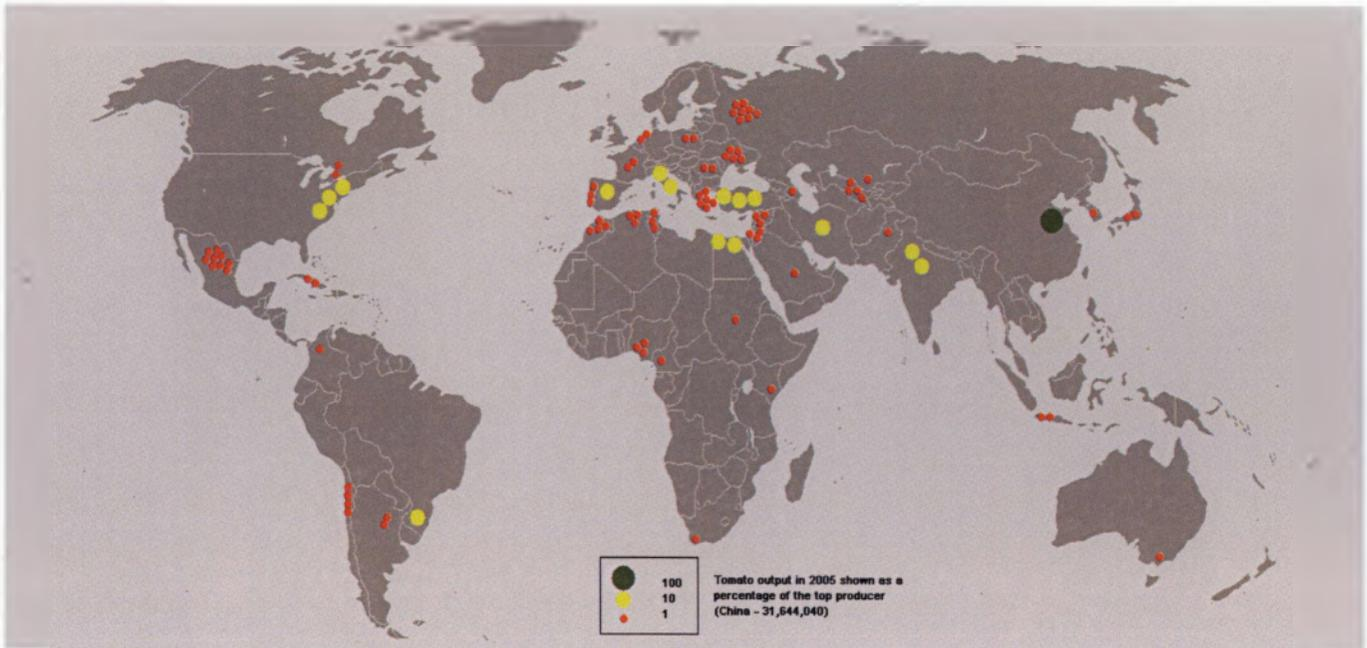 100
10
1
Tomato output in 2005 shown as a
percentage of the top producer
(China - 31,644,040)